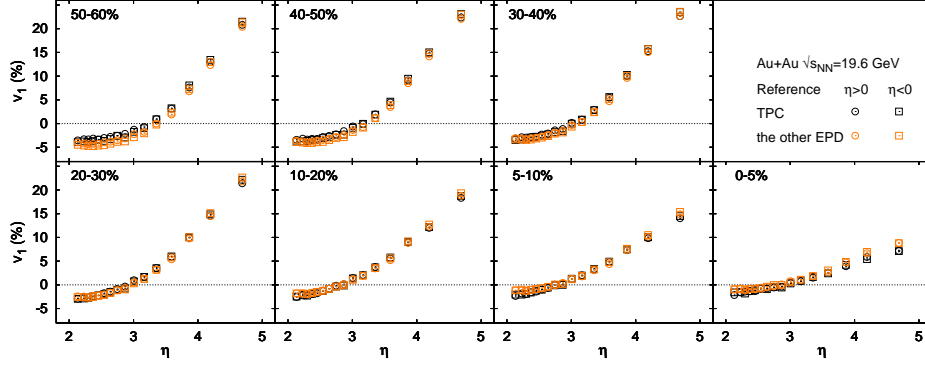 50-60%
40-50%
30-40%
Au+Au √sNN=19.6 GeV
Reference η>0 η<0
TPC
the other EPD
v1 (%)
20
15
10
5
0
-5
20-30%
10-20%
5-10%
0-5%
v1 (%)
20
15
10
5
0
-5
2 3 4 5
2 3 4 5
2 3 4 5
2 3 4 5
η
η
η
η